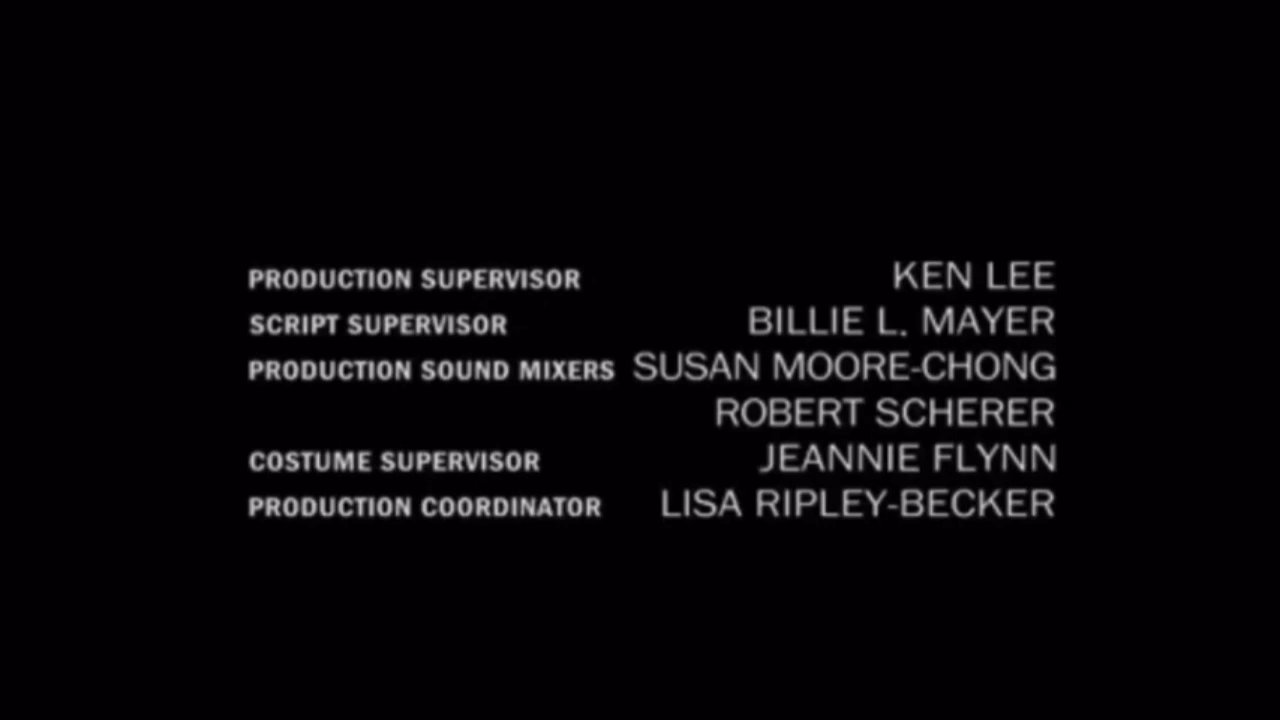 PRODUCTION SUPERVISOR KEN LEE
SCRIPT SUPERVISOR BILLIE L. MAYER
PRODUCTION SOUND MIXERS SUSAN MOORE-CHONG
ROBERT SCHERER
COSTUME SUPERVISOR JEANNIE FLYNN
PRODUCTION COORDINATOR LISA RIPLEY-BECKER